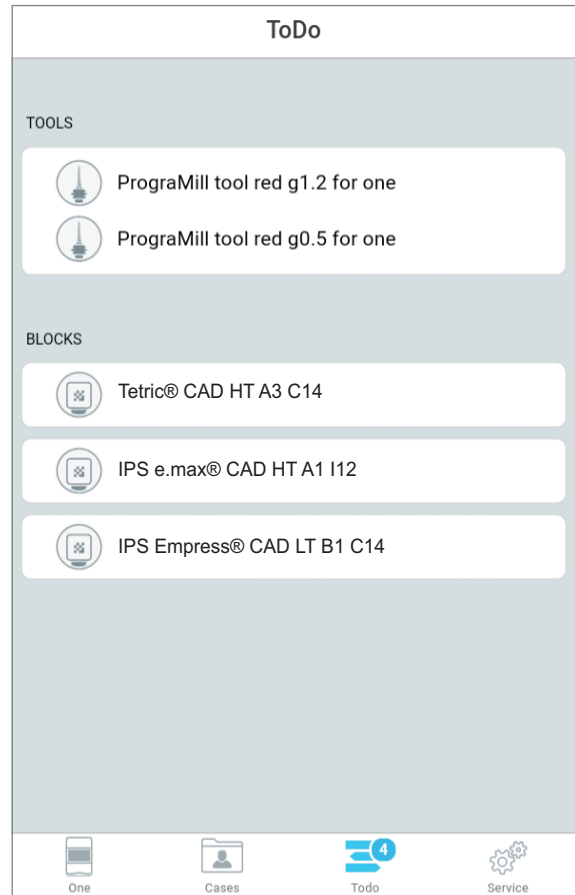 ToDo
TOOLS
PrograMill tool red g1.2 for one
PrograMill tool red g0.5 for one
BLOCKS
Tetric® CAD HT A3 C14
IPS e.max® CAD HT A1 I12
IPS Empress® CAD LT B1 C14
4
One Cases Todo Service